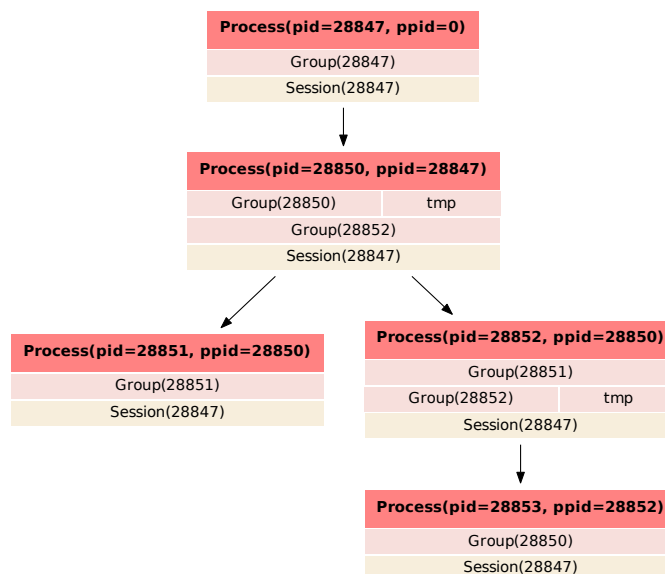 Process(pid=28847, ppid=0)
Group(28847)
Session(28847)
Process(pid=28850, ppid=28847)
Group(28850) tmp
Group(28852)
Session(28847)
Process(pid=28851, ppid=28850)
Group(28851)
Session(28847)
Process(pid=28852, ppid=28850)
Group(28851)
Group(28852) tmp
Session(28847)
Process(pid=28853, ppid=28852)
Group(28850)
Session(28847)